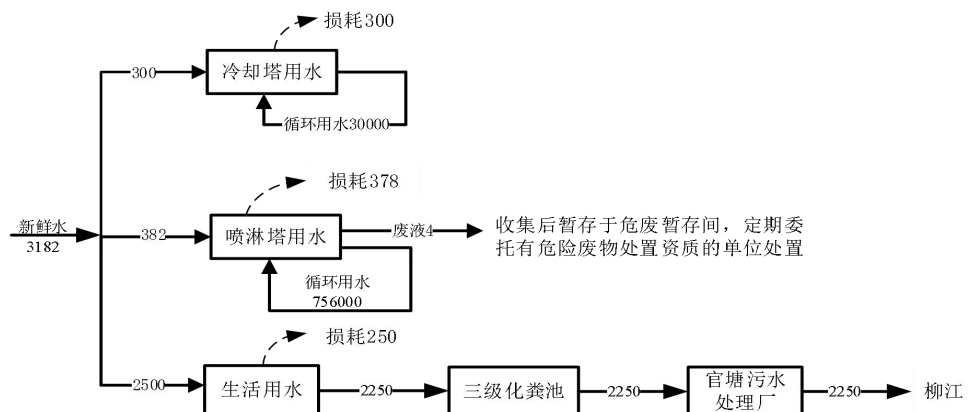 损耗300
300
冷却塔用水
循环用水30000
损耗378
新鲜水
3182
382
喷淋塔用水
废液4
收集后暂存于危废暂存间，定期委
托有危险废物处置资质的单位处置
循环用水
756000
损耗250
2500
生活用水
2250
三级化粪池
2250
官塘污水
处理厂
2250
柳江